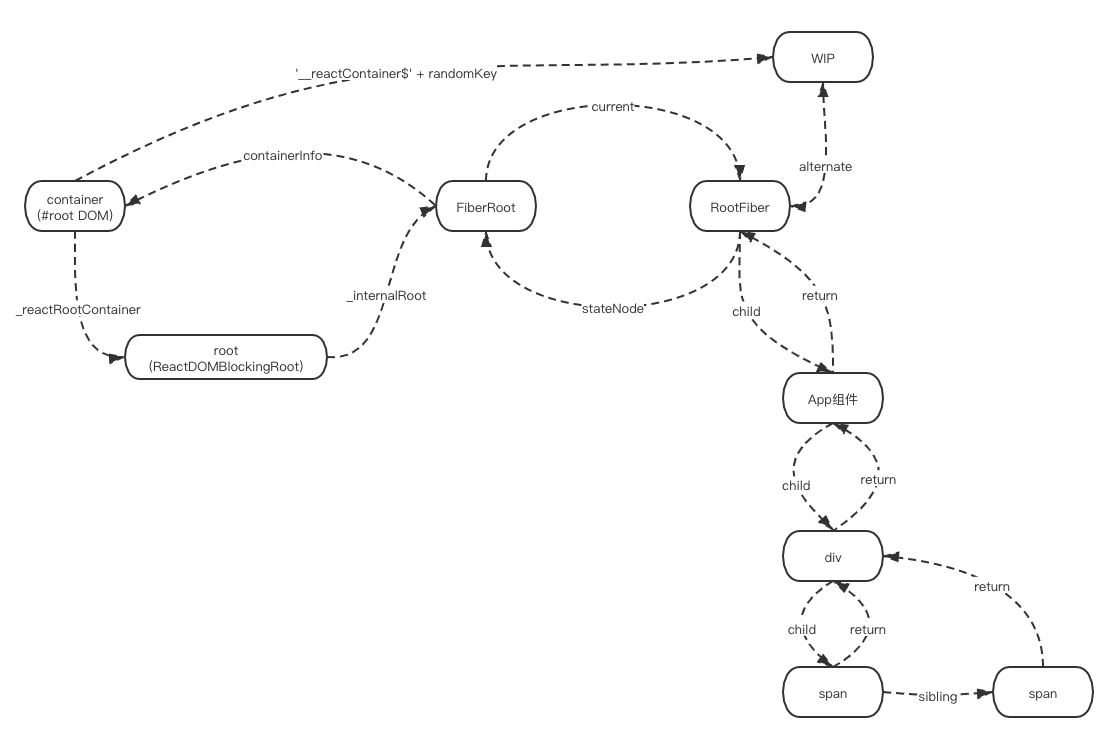 WIP
'__reactContainer$' + randomKey
current
containerInfo
alternate
container
(#root DOM)
FiberRoot
RootFiber
_internalRoot
return
_reactRootContainer
stateNode
child
root
(ReactDOMBlockingRoot)
App组件
child
return
div
return
child
return
span
sibling
span